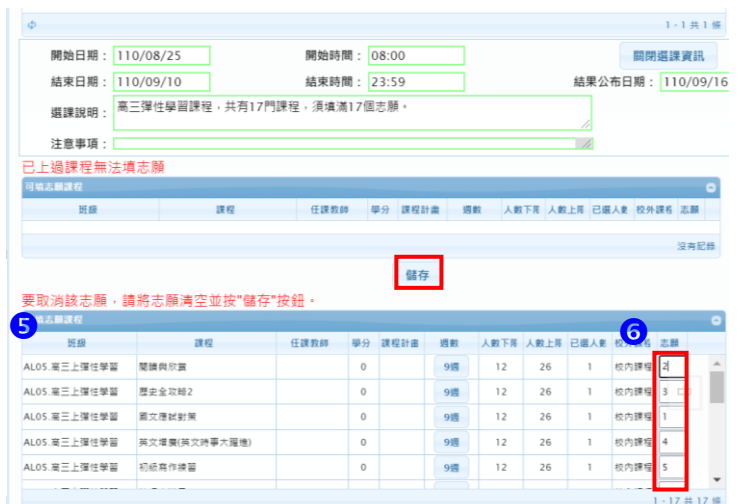 1 - 1 共 1 條
開始日期： 110/08/25 開始時間： 08:00 關閉選課資訊
結束日期： 110/09/10 結束時間： 23:59 結果公布日期： 110/09/16
選課說明： 高三彈性學習課程，共有17門課程，須填滿17個志願。
注意事項：
已上過課程無法填志願
可填志願課程
班級 課程 任課教師 學分 課程計畫 週數 人數下限 人數上限 已選人數 校外課名 志願
沒有記錄
儲存
要取消該志願，請將志願清空並按"儲存"按鈕。
5 填志願課程 6
班級 課程 任課教師 學分 課程計畫 週數 人數下限 人數上限 已選人數 校外課名 志願
AL05.高三上彈性學習 閱讀與欣賞 0 9週 12 26 1 校內課程 2
AL05.高三上彈性學習 歷史全攻略2 0 9週 12 26 1 校內課程 3
AL05.高三上彈性學習 國文應試對策 0 9週 12 26 1 校內課程 1
AL05.高三上彈性學習 英文增廣(英文時事大躍進) 0 9週 12 26 1 校內課程 4
AL05.高三上彈性學習 初級寫作練習 0 9週 12 26 1 校內課程 5
1 - 17 共 17 條